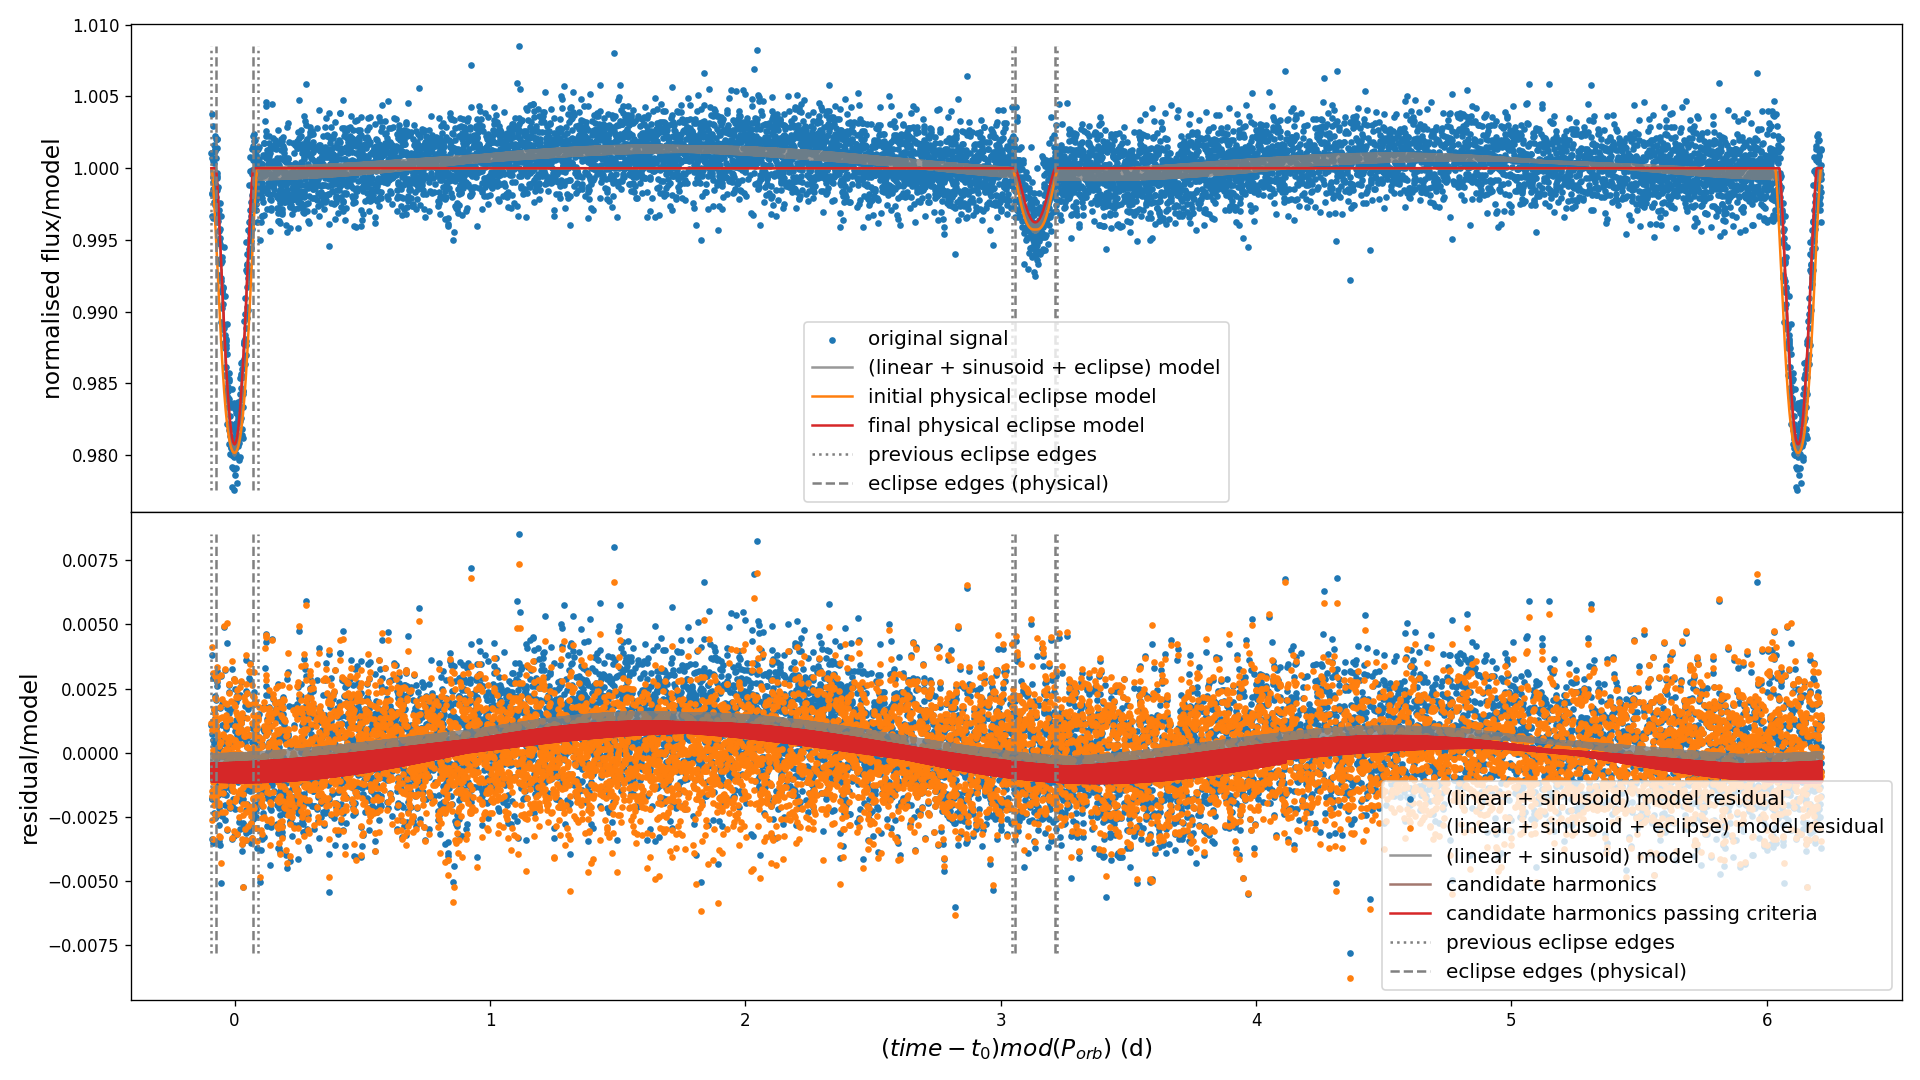 1.010
1.005
1.000
0.995
0.990
0.985
0.980
normalised flux/model
original signal
(linear + sinusoid + eclipse) model
initial physical eclipse model
final physical eclipse model
previous eclipse edges
eclipse edges (physical)
0.0075
0.0050
0.0025
0.0000
−0.0025
−0.0050
−0.0075
residual/model
(linear + sinusoid) model residual
(linear + sinusoid + eclipse) model residual
(linear + sinusoid) model
candidate harmonics
candidate harmonics passing criteria
previous eclipse edges
eclipse edges (physical)
0 1 2 3 4 5 6
(time − t₀)mod(P_orb) (d)